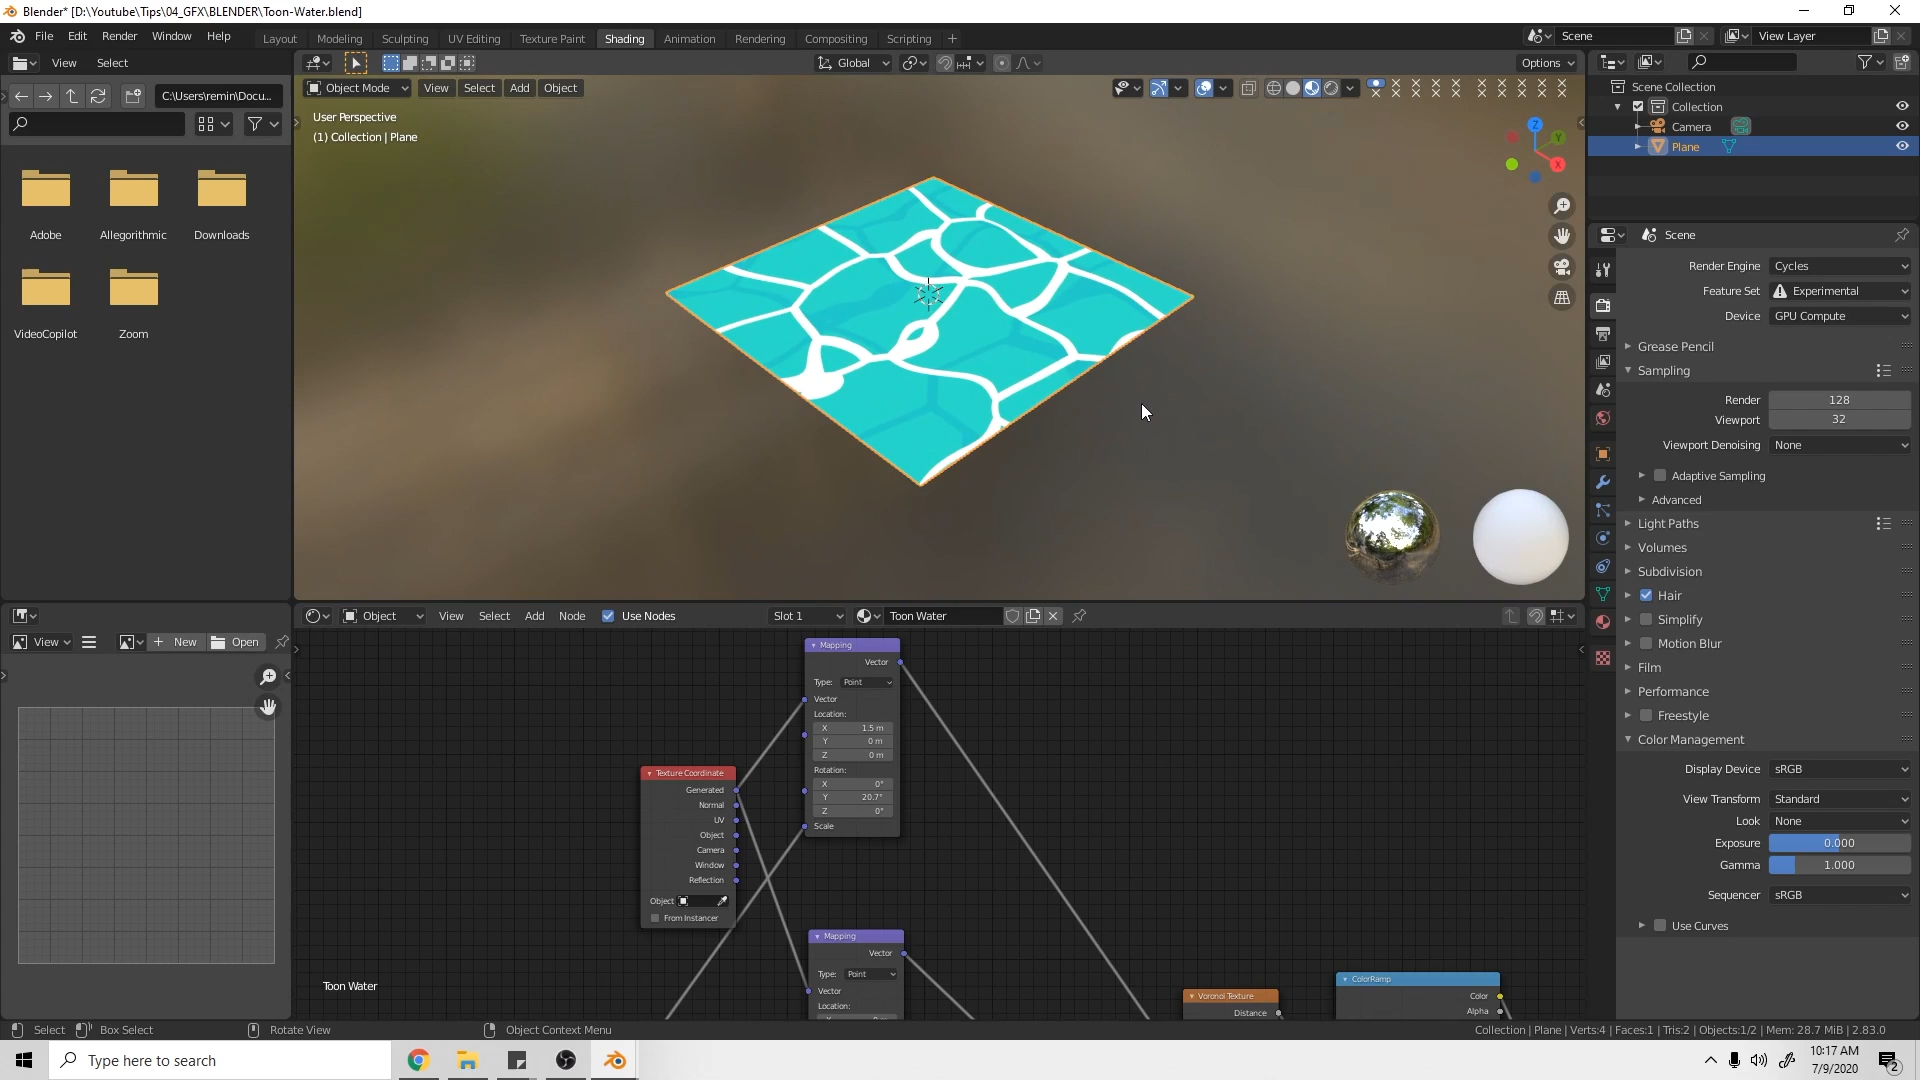 Blender* [D:\Youtube\Tips\04_GFX\BLENDER\Toon-Water.blend]
File Edit Render Window Help
Layout Modeling Sculpting UV Editing Texture Paint Shading Animation Rendering Compositing Scripting
Scene
View Layer
View Select
Global
Options
C:\Users\remin\Docu...
Object Mode View Select Add Object
User Perspective
(1) Collection | Plane
Z
Y
X
Adobe
Allegorithmic
Downloads
VideoCopilot
Zoom
Scene Collection
Collection
Camera
Plane
Scene
Render Engine Cycles
Feature Set Experimental
Device GPU Compute
Grease Pencil
Sampling
Render 128
Viewport 32
Viewport Denoising None
Adaptive Sampling
Advanced
Light Paths
Volumes
Subdivision
Hair
Simplify
Motion Blur
Film
Performance
Freestyle
Color Management
Display Device sRGB
View Transform Standard
Look None
Exposure 0.000
Gamma 1.000
Sequencer sRGB
Use Curves
View New Open
Object View Select Add Node Use Nodes Slot 1 Toon Water
Mapping
Vector
Type: Point
Vector
Location:
X 1.5 m
Y 0 m
Z 0 m
Rotation:
X 0°
Y 20.7°
Z 0°
Scale
Texture Coordinate
Generated
Normal
UV
Object
Camera
Window
Reflection
Object
From Instancer
Mapping
Vector
Type: Point
Vector
Location:
Voronoi Texture
Distance
ColorRamp
Color
Alpha
Toon Water
Select Box Select Rotate View Object Context Menu
Collection | Plane | Verts:4 | Faces:1 | Tris:2 | Objects:1/2 | Mem: 28.7 MiB | 2.83.0
Type here to search
10:17 AM
7/9/2020
2